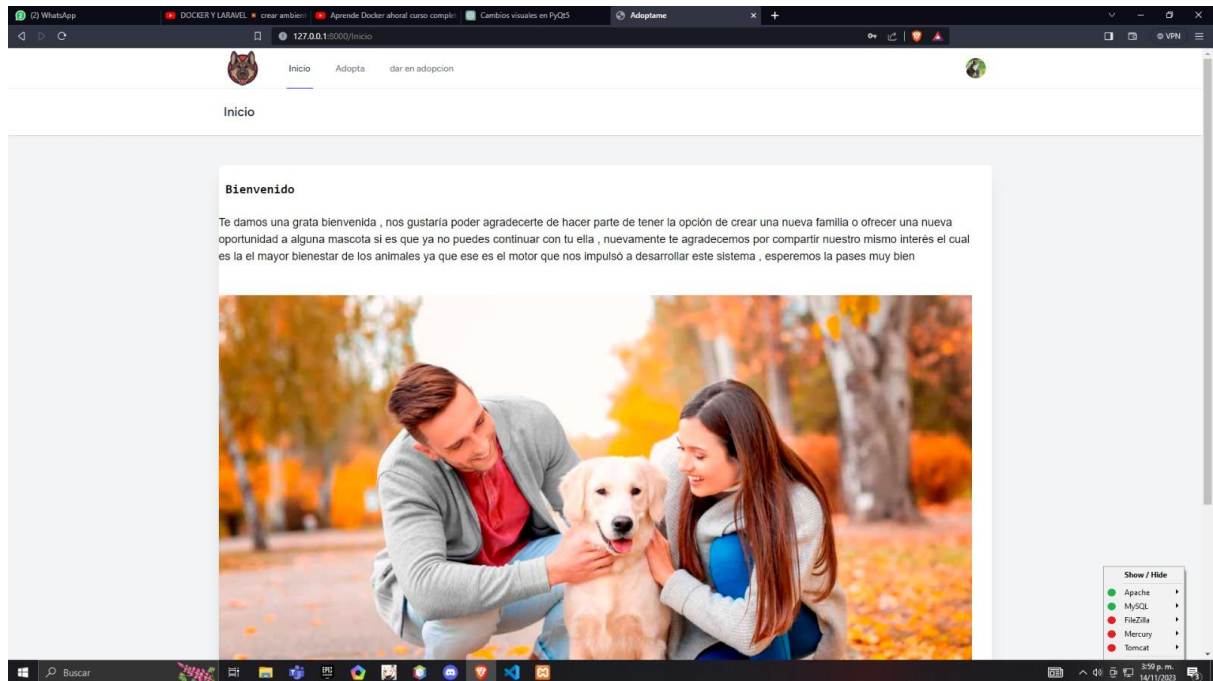 (2) WhatsApp
DOCKER Y LARAVEL
crear ambient
Aprende Docker ahora! curso complet
Cambios visuales en PyQt5
Adoptame
127.0.0.1:8000/Inicio
VPN
Inicio
Adopta
dar en adopcion
Inicio
Bienvenido
Te damos una grata bienvenida , nos gustaría poder agradecerte de hacer parte de tener la opción de crear una nueva familia o ofrecer una nueva
oportunidad a alguna mascota si es que ya no puedes continuar con tu ella , nuevamente te agradecemos por compartir nuestro mismo interés el cual
es la el mayor bienestar de los animales ya que ese es el motor que nos impulsó a desarrollar este sistema , esperemos la pases muy bien
Show / Hide
Apache
MySQL
FileZilla
Mercury
Tomcat
Buscar
EPIC
3:59 p. m.
14/11/2023